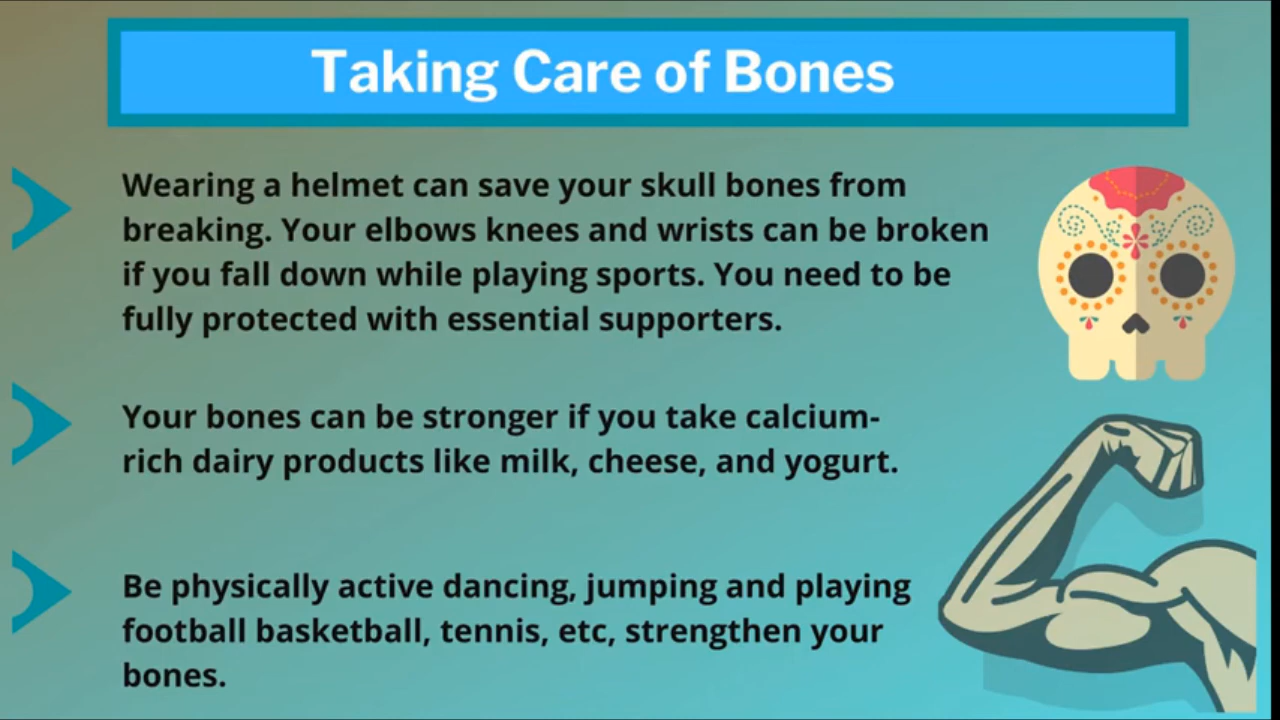 Taking Care of Bones
Wearing a helmet can save your skull bones from
breaking. Your elbows knees and wrists can be broken
if you fall down while playing sports. You need to be
fully protected with essential supporters.
Your bones can be stronger if you take calcium-
rich dairy products like milk, cheese, and yogurt.
Be physically active dancing, jumping and playing
football basketball, tennis, etc, strengthen your
bones.